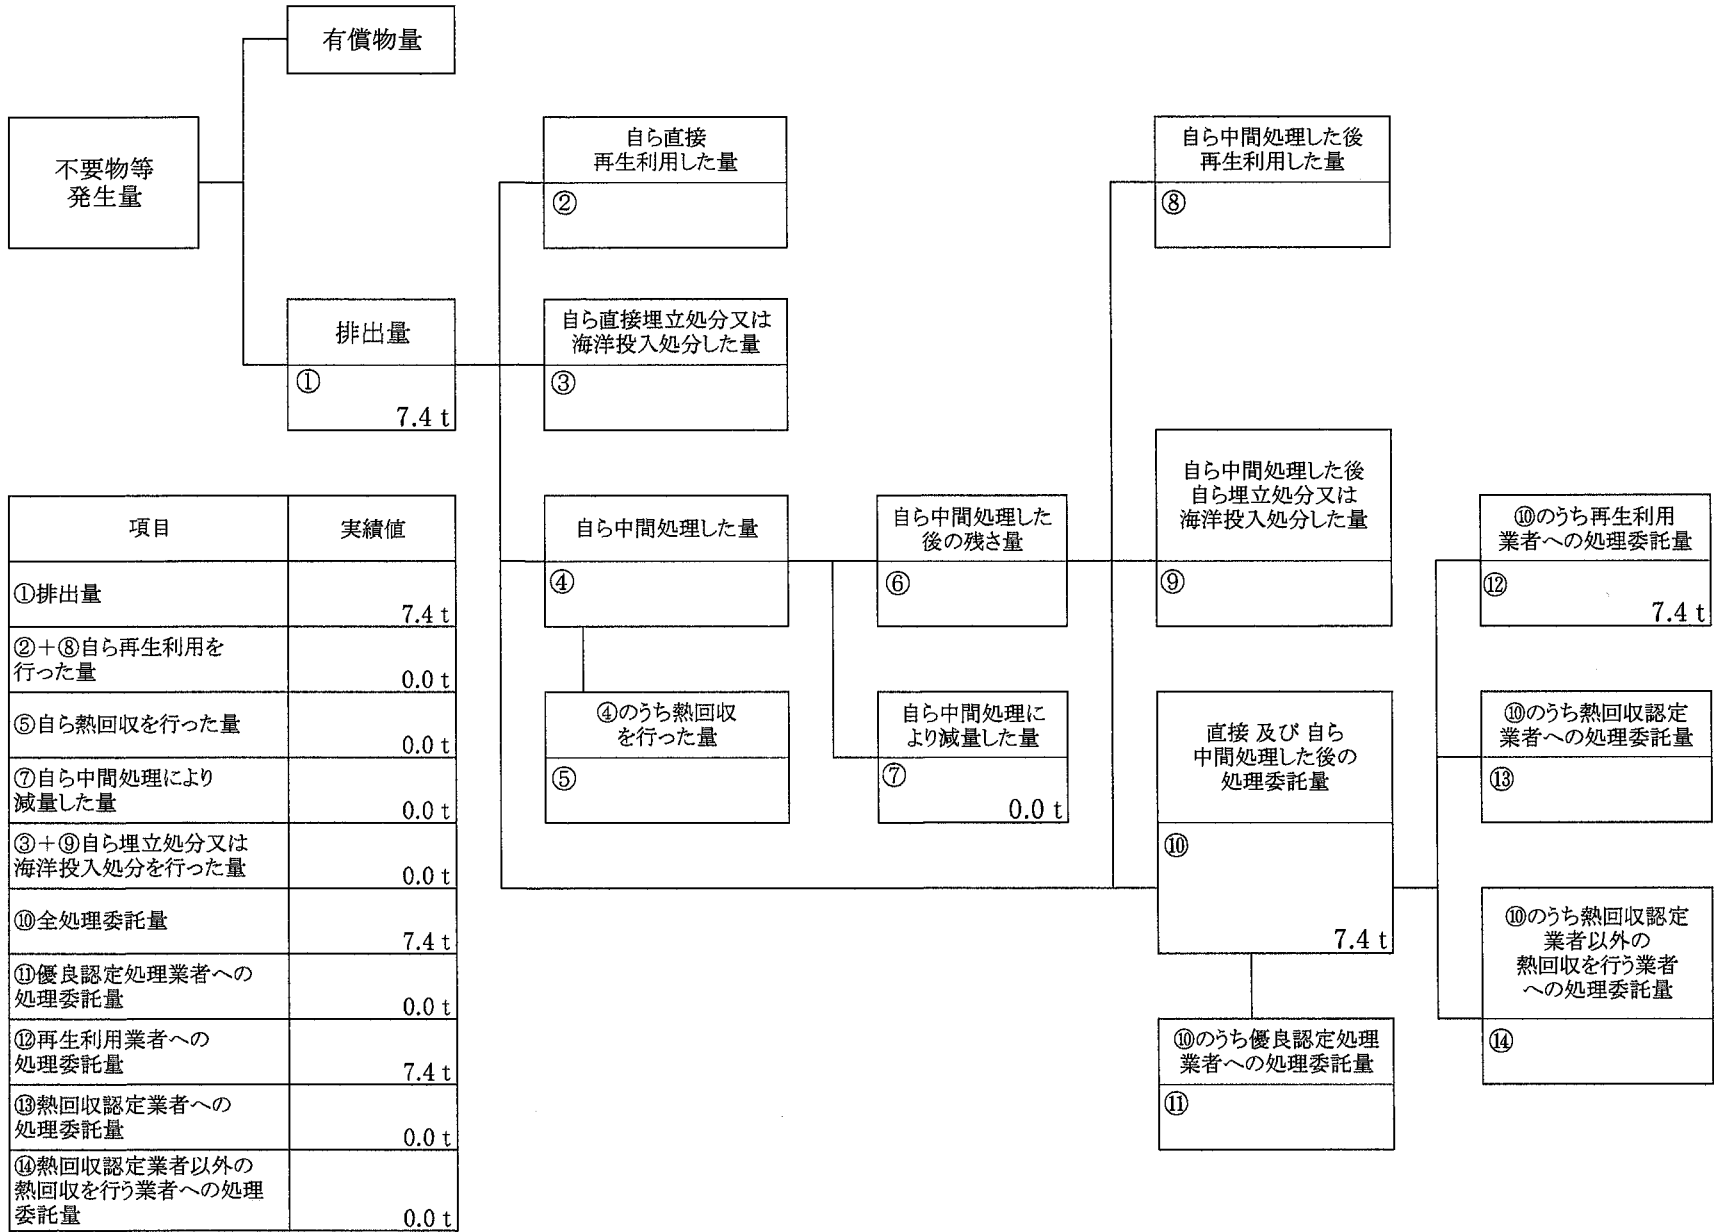 有償物量
不要物等
発生量
自ら直接
再生利用した量
②
自ら中間処理した後
再生利用した量
⑧
排出量
①
7.4 t
自ら直接埋立処分又は
海洋投入処分した量
③
自ら中間処理した量
④
自ら中間処理した
後の残さ量
⑥
自ら中間処理した後
自ら埋立処分又は
海洋投入処分した量
⑨
⑩のうち再生利用
業者への処理委託量
⑫
7.4 t
④のうち熱回収
を行った量
⑤
自ら中間処理に
より減量した量
⑦
0.0 t
直接 及び 自ら
中間処理した後の
処理委託量
⑩
7.4 t
⑩のうち熱回収認定
業者への処理委託量
⑬
⑩のうち熱回収認定
業者以外の
熱回収を行う業者
への処理委託量
⑭
⑩のうち優良認定処理
業者への処理委託量
⑪
項目 実績値
①排出量
7.4 t
②+⑧自ら再生利用を
行った量
0.0 t
⑤自ら熱回収を行った量
0.0 t
⑦自ら中間処理により
減量した量
0.0 t
③+⑨自ら埋立処分又は
海洋投入処分を行った量
0.0 t
⑩全処理委託量
7.4 t
⑪優良認定処理業者への
処理委託量
0.0 t
⑫再生利用業者への
処理委託量
7.4 t
⑬熱回収認定業者への
処理委託量
0.0 t
⑭熱回収認定業者以外の
熱回収を行う業者への処理
委託量
0.0 t